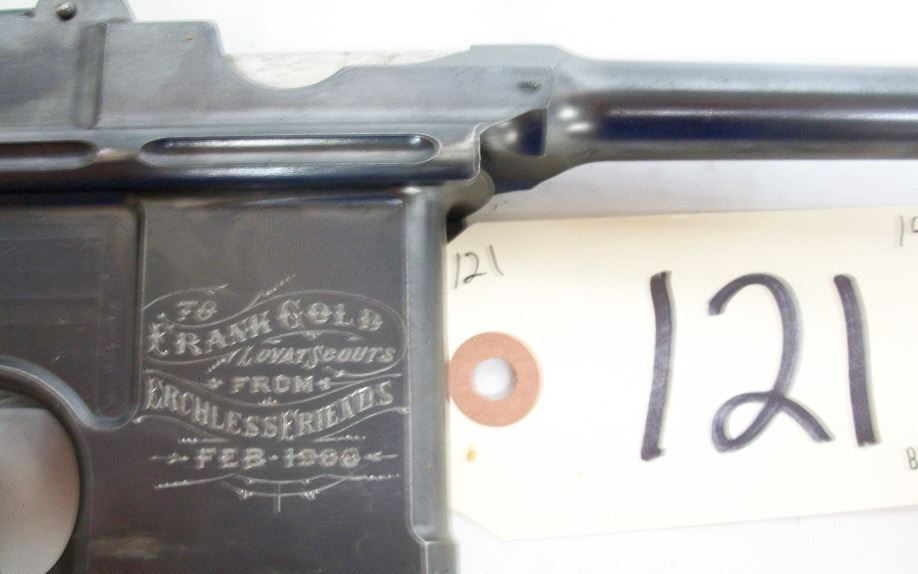 TO
FRANK GOLD
LOVAT SCOUTS
FROM
ERCHLESS FRIENDS
FEB. 1900
121
121